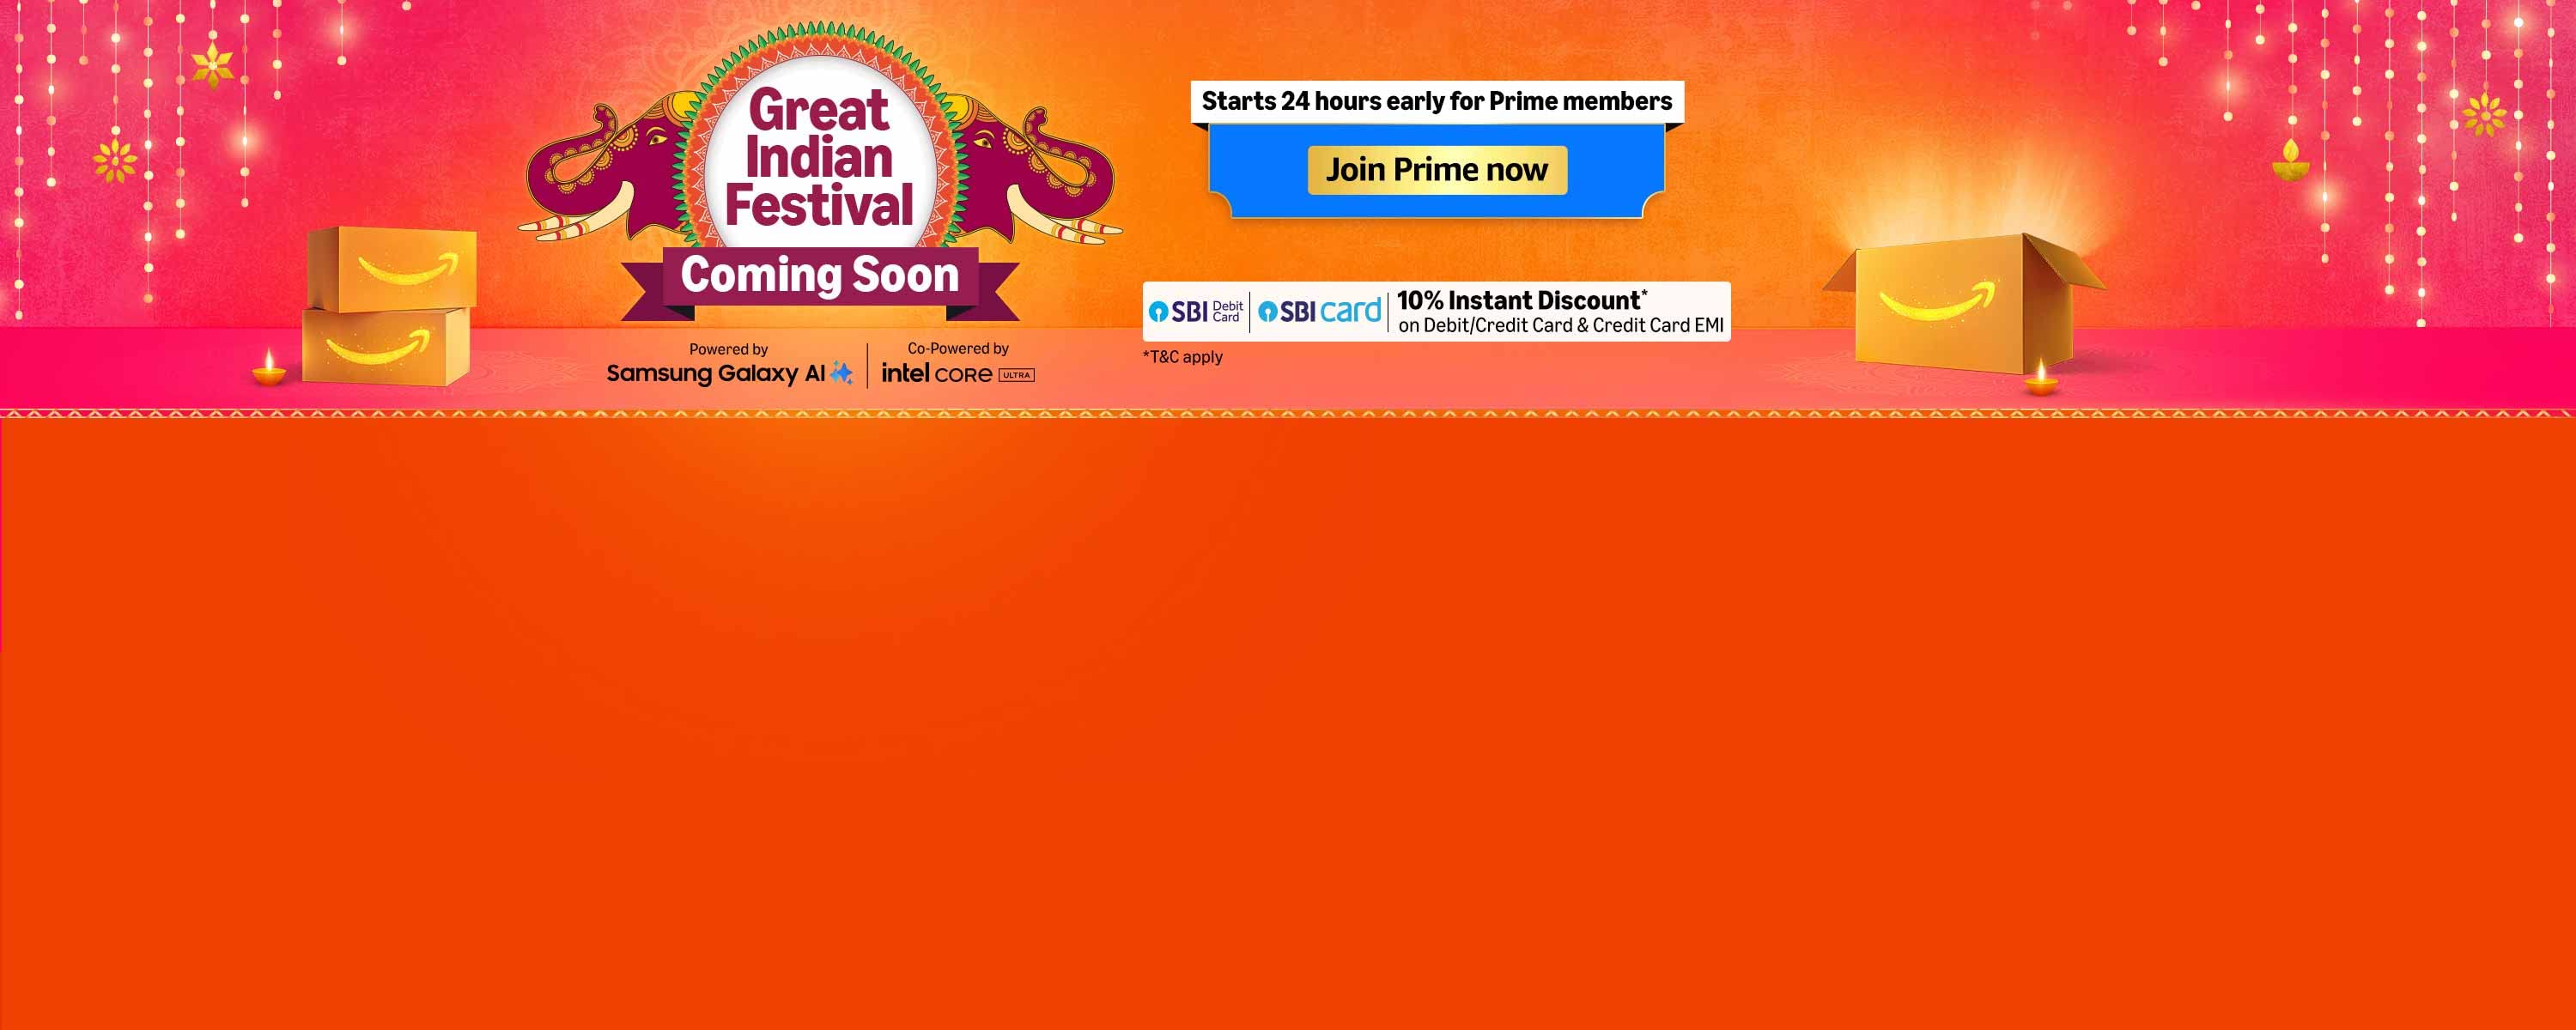 Great
Indian
Festival
Coming Soon
Powered by
Samsung Galaxy AI
Co-Powered by
intel CORE ULTRA
Starts 24 hours early for Prime members
Join Prime now
SBI Debit Card
SBI card
10% Instant Discount*
on Debit/Credit Card & Credit Card EMI
*T&C apply